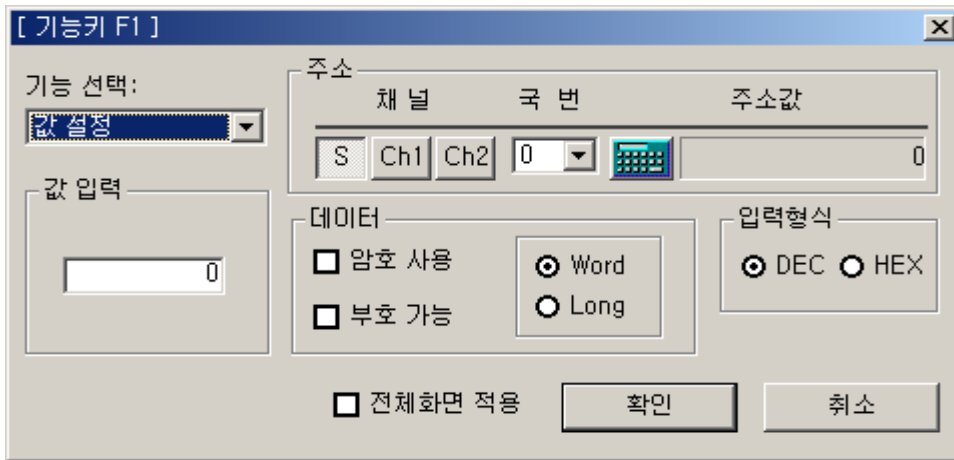 [ 기능키 F1 ]
기능 선택:
값 설정
값 입력
0
주소
채 널 국 번 주소값
S Ch1 Ch2 0 0
데이터
암호 사용
부호 가능
Word
Long
입력형식
DEC HEX
전체화면 적용 확인 취소